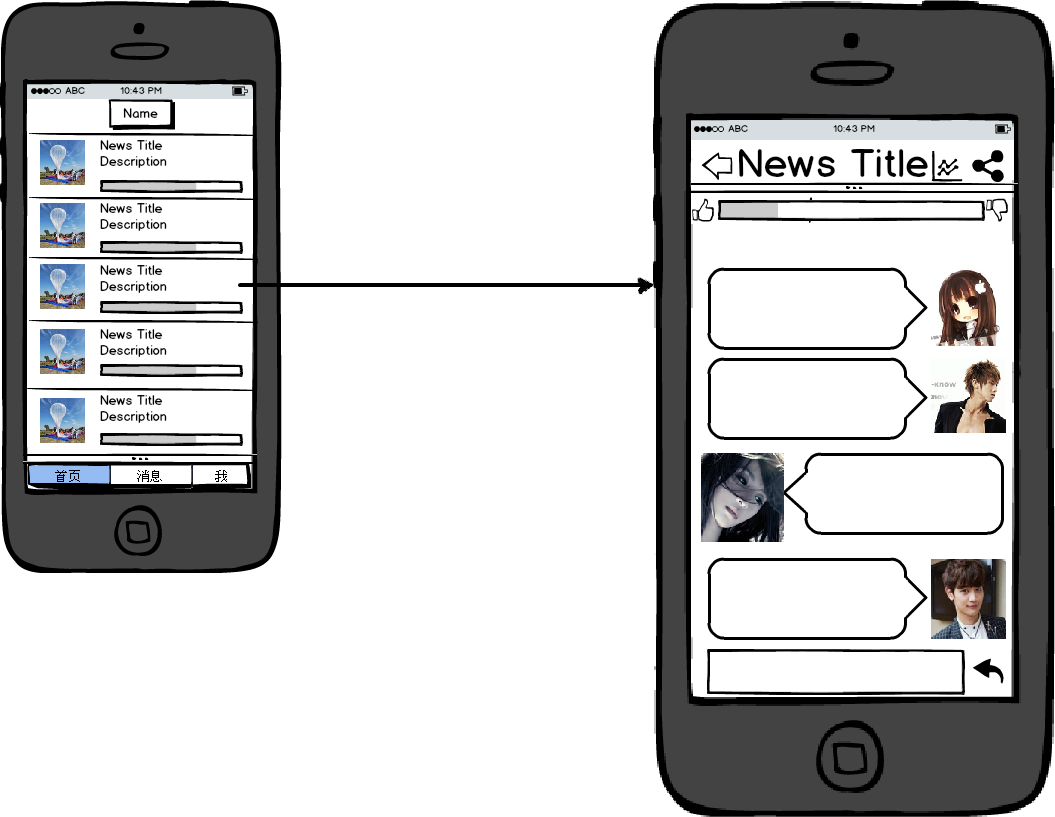 ABC 10:43 PM
Name
News Title
Description
News Title
Description
News Title
Description
News Title
Description
News Title
Description
首页 消息 我
ABC 10:43 PM
News Title
-KNOW